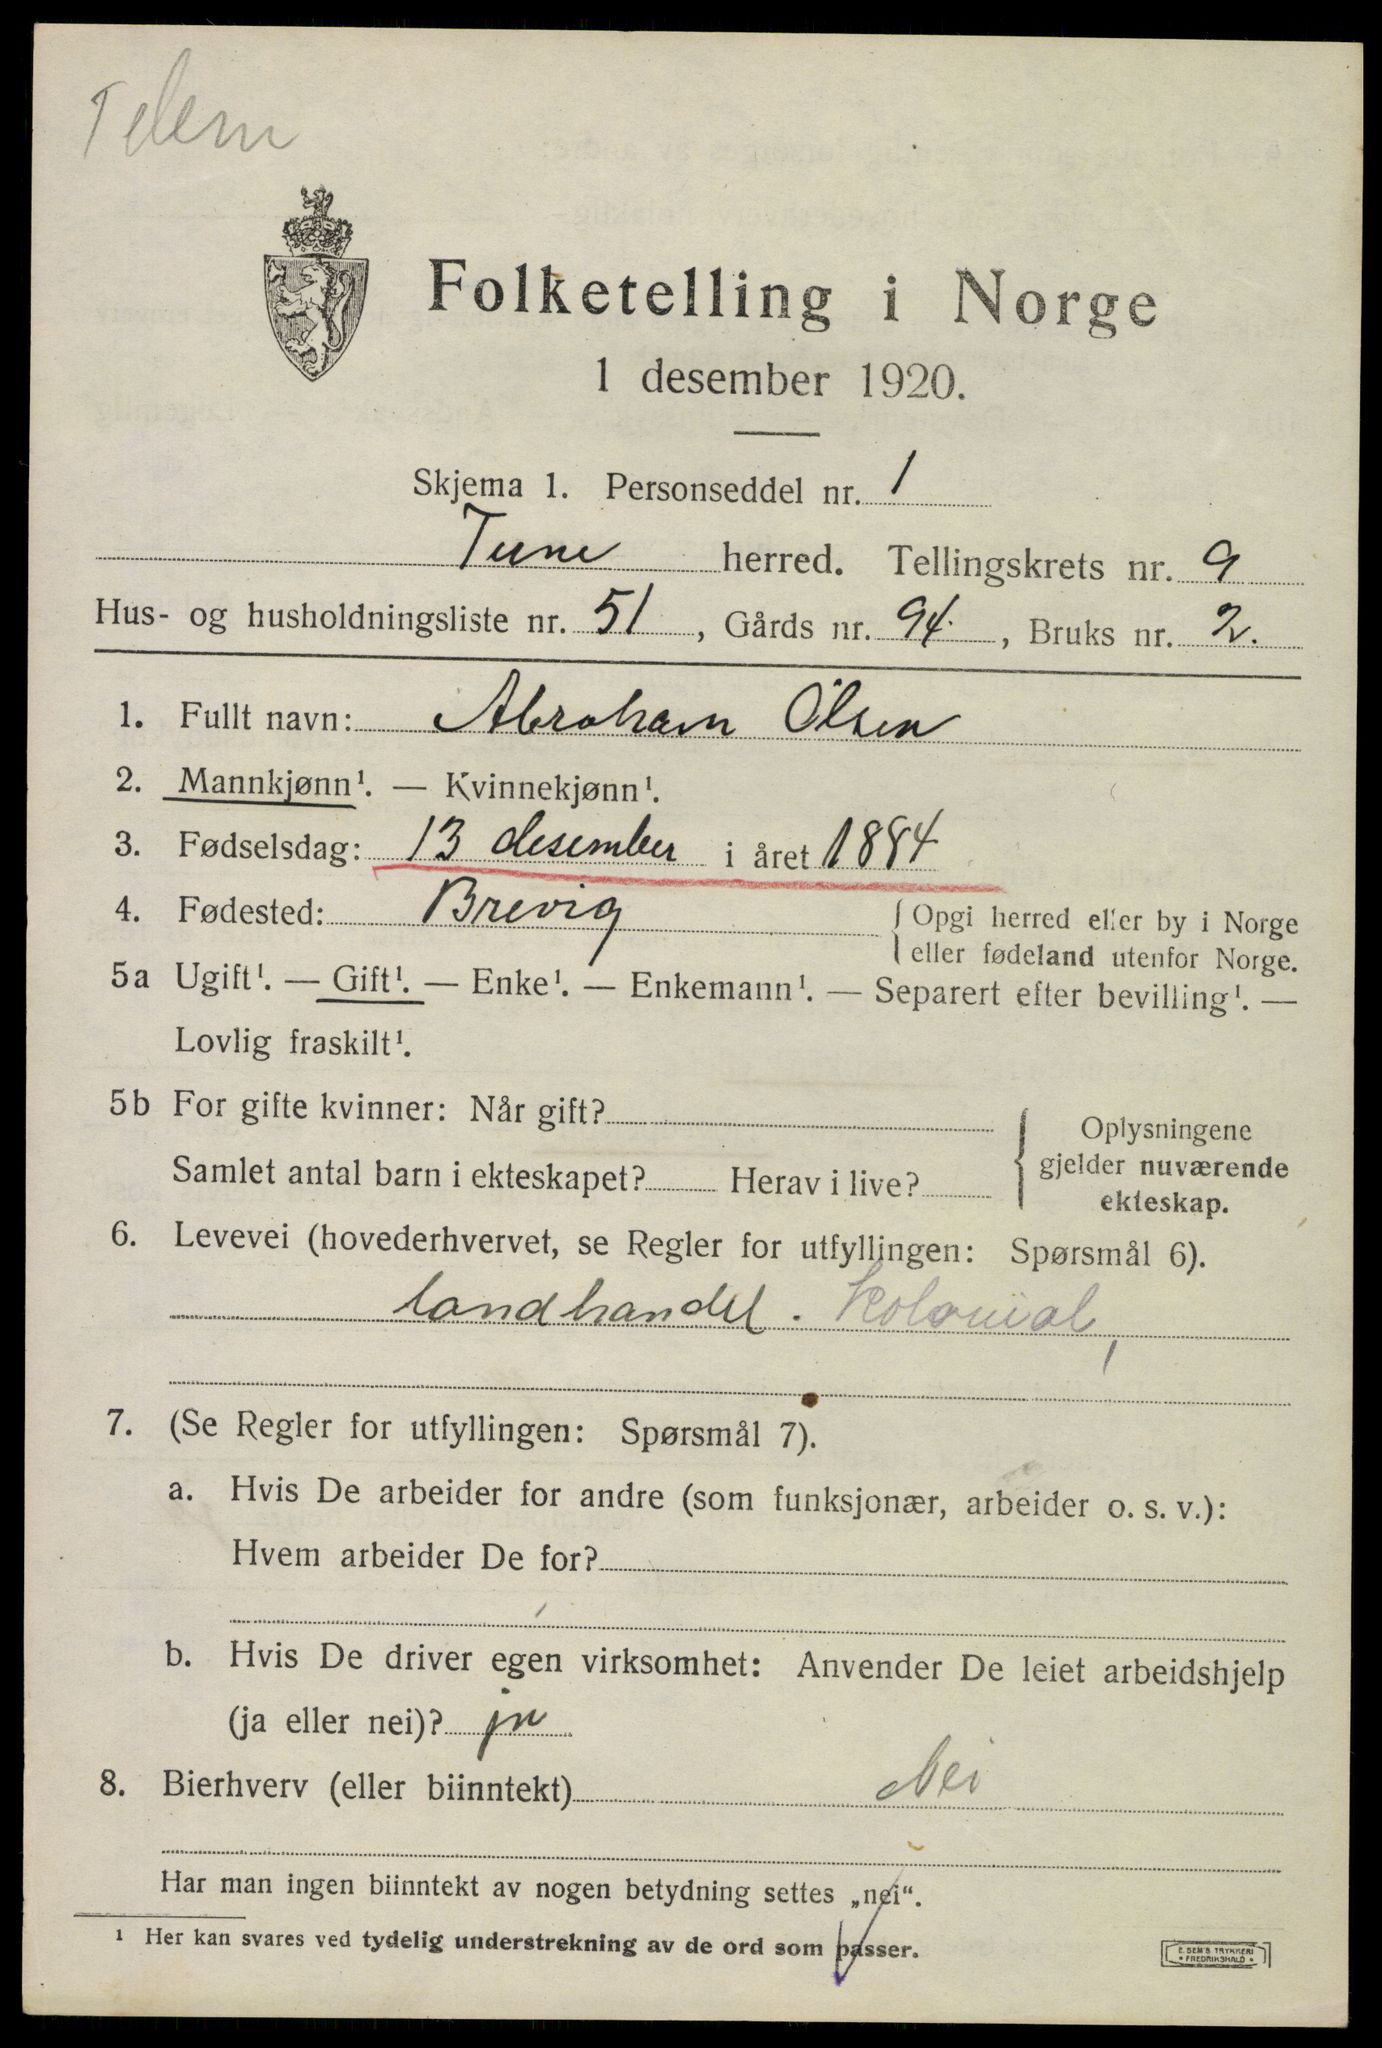 Telem
Folketelling i Norge
1 desember 1920.
Skjema 1. Personseddel nr. 1
Tune herred. Tellingskrets nr. 9
Hus- og husholdningsliste nr. 51, Gårds nr. 94., Bruks nr. 2.
1. Fullt navn: Abraham Olsen
2. Mannkjønn¹. — Kvinnekjønn¹.
3. Fødselsdag: 13 desember i året 1884
4. Fødested: Brevig { Opgi herred eller by i Norge
eller fødeland utenfor Norge.
5a Ugift¹. — Gift¹. — Enke¹. — Enkemann¹. — Separert efter bevilling¹. —
Lovlig fraskilt¹.
5b For gifte kvinner: Når gift?
Samlet antal barn i ekteskapet? Herav i live?
{ Oplysningene
gjelder nuværende
ekteskap.
6. Levevei (hovederhvervet, se Regler for utfyllingen: Spørsmål 6).
landhandel. Kolonial,
7. (Se Regler for utfyllingen: Spørsmål 7).
a. Hvis De arbeider for andre (som funksjonær, arbeider o. s. v.):
Hvem arbeider De for?
b. Hvis De driver egen virksomhet: Anvender De leiet arbeidshjelp
(ja eller nei)? ja
8. Bierhverv (eller biinntekt) Nei
Har man ingen biinntekt av nogen betydning settes „nei“.
¹ Her kan svares ved tydelig understrekning av de ord som passer.
E. SEM'S TRYKKERI
• FREDRIKSHALD •